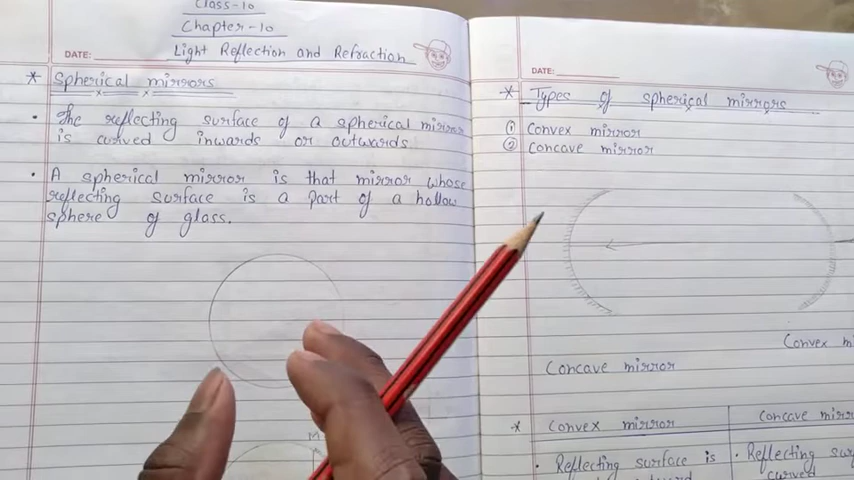 Class-10
Chapter-10
Light Reflection and Refraction
DATE:
* Spherical mirrors
• The reflecting surface of a spherical mirror
is curved inwards or outwards
• A spherical mirror is that mirror whose
reflecting surface is a part of a hollow
sphere of glass.
M
DATE:
* Types of spherical mirrors
① Convex mirror
② Concave mirror
Convex m
Concave mirror
* Convex mirror
Concave mirr
• Reflecting surface is
• Reflecting sur
curved